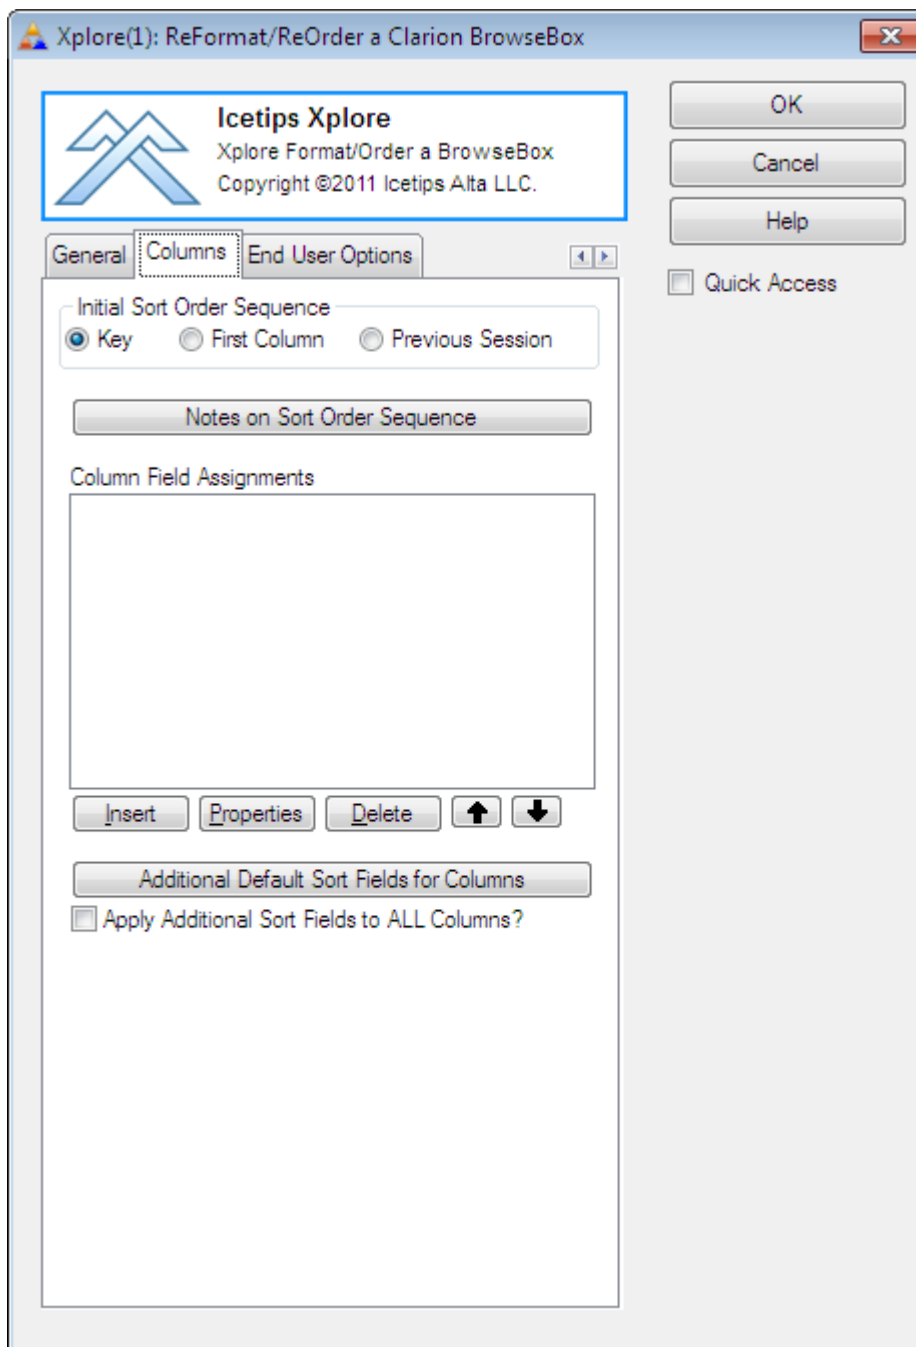 Xplore(1): ReFormat/ReOrder a Clarion BrowseBox
Icetips Xplore
Xplore Format/Order a BrowseBox
Copyright ©2011 Icetips Alta LLC.
OK
Cancel
Help
Quick Access
General Columns End User Options
Initial Sort Order Sequence
Key First Column Previous Session
Notes on Sort Order Sequence
Column Field Assignments
Insert Properties Delete
Additional Default Sort Fields for Columns
Apply Additional Sort Fields to ALL Columns?